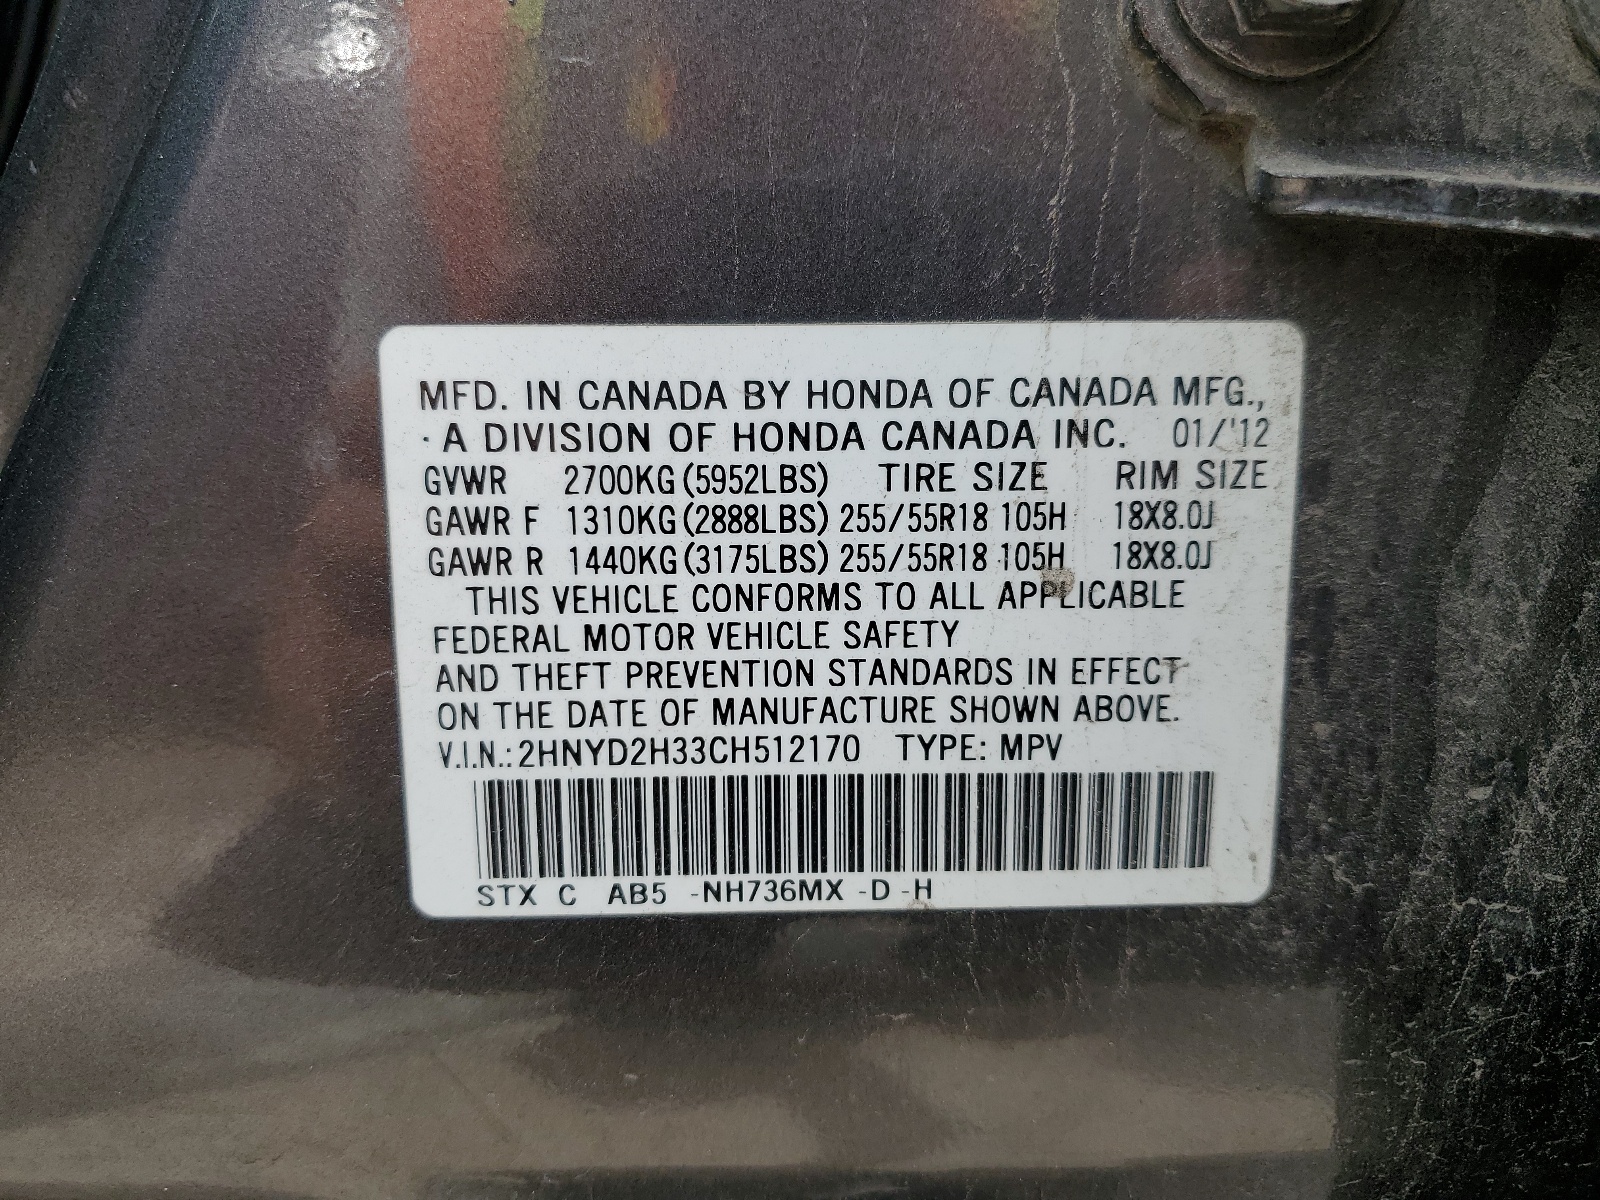 MFD. IN CANADA BY HONDA OF CANADA MFG.,
· A DIVISION OF HONDA CANADA INC. 01/'12
GVWR 2700KG (5952LBS) TIRE SIZE RIM SIZE
GAWR F 1310KG (2888LBS) 255/55R18 105H 18X8.0J
GAWR R 1440KG (3175LBS) 255/55R18 105H 18X8.0J
THIS VEHICLE CONFORMS TO ALL APPLICABLE
FEDERAL MOTOR VEHICLE SAFETY
AND THEFT PREVENTION STANDARDS IN EFFECT
ON THE DATE OF MANUFACTURE SHOWN ABOVE.
V.I.N.: 2HNYD2H33CH512170 TYPE: MPV
STX C AB5 -NH736MX -D -H